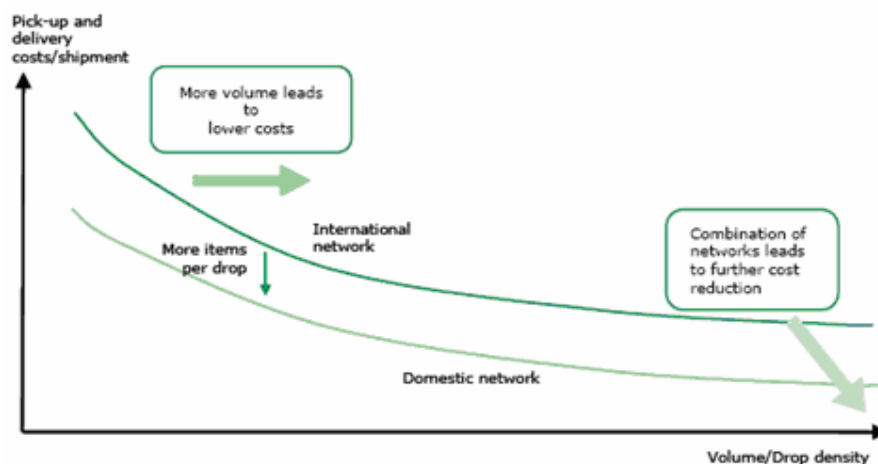 Pick-up and
delivery
costs/shipment
More volume leads
to
lower costs
International
network
More items
per drop
Combination of
networks leads
to further cost
reduction
Domestic network
Volume/Drop density